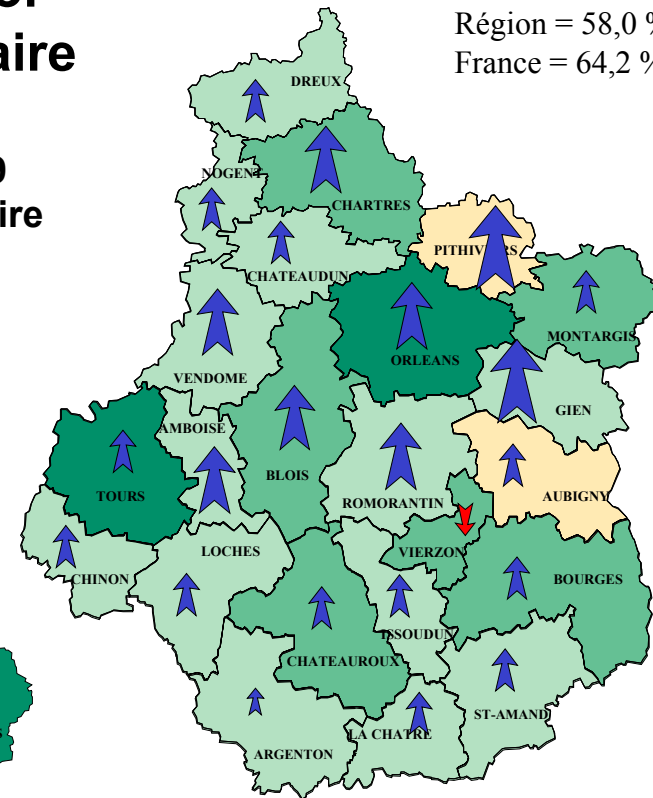 aire
Région = 58,0 %
France = 64,2 %
aire
DREUX
NOGENT
CHARTRES
PITHIVIERS
CHATEAUDUN
MONTARGIS
ORLEANS
VENDOME
GIEN
AMBOISE
BLOIS
TOURS
ROMORANTIN
AUBIGNY
LOCHES
VIERZON
CHINON
BOURGES
ISSOUDUN
CHATEAUROUX
ST-AMAND
LA CHATRE
ARGENTON